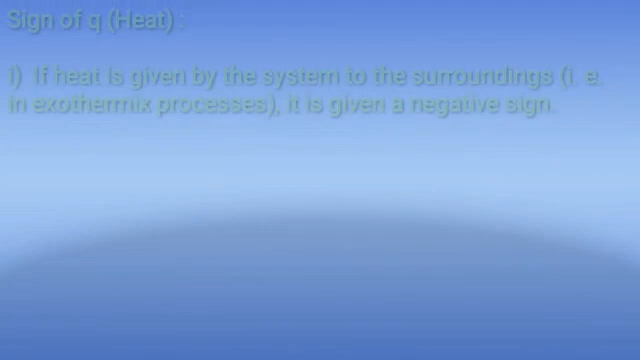 Sign of q (Heat) :
i) If heat is given by the system to the surroundings (i. e.
in exothermix processes), it is given a negative sign.